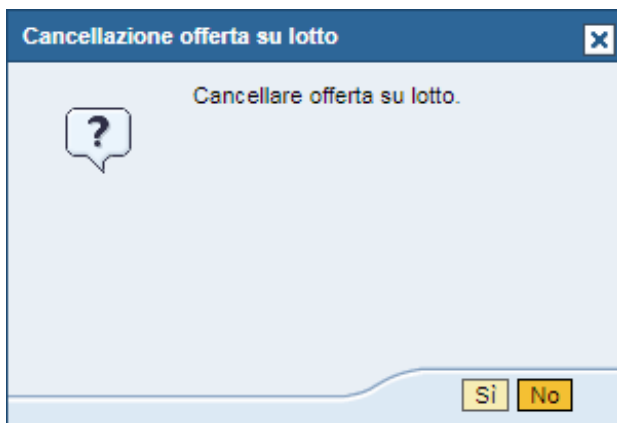 Cancellazione offerta su lotto
Cancellare offerta su lotto.
?
Sì No